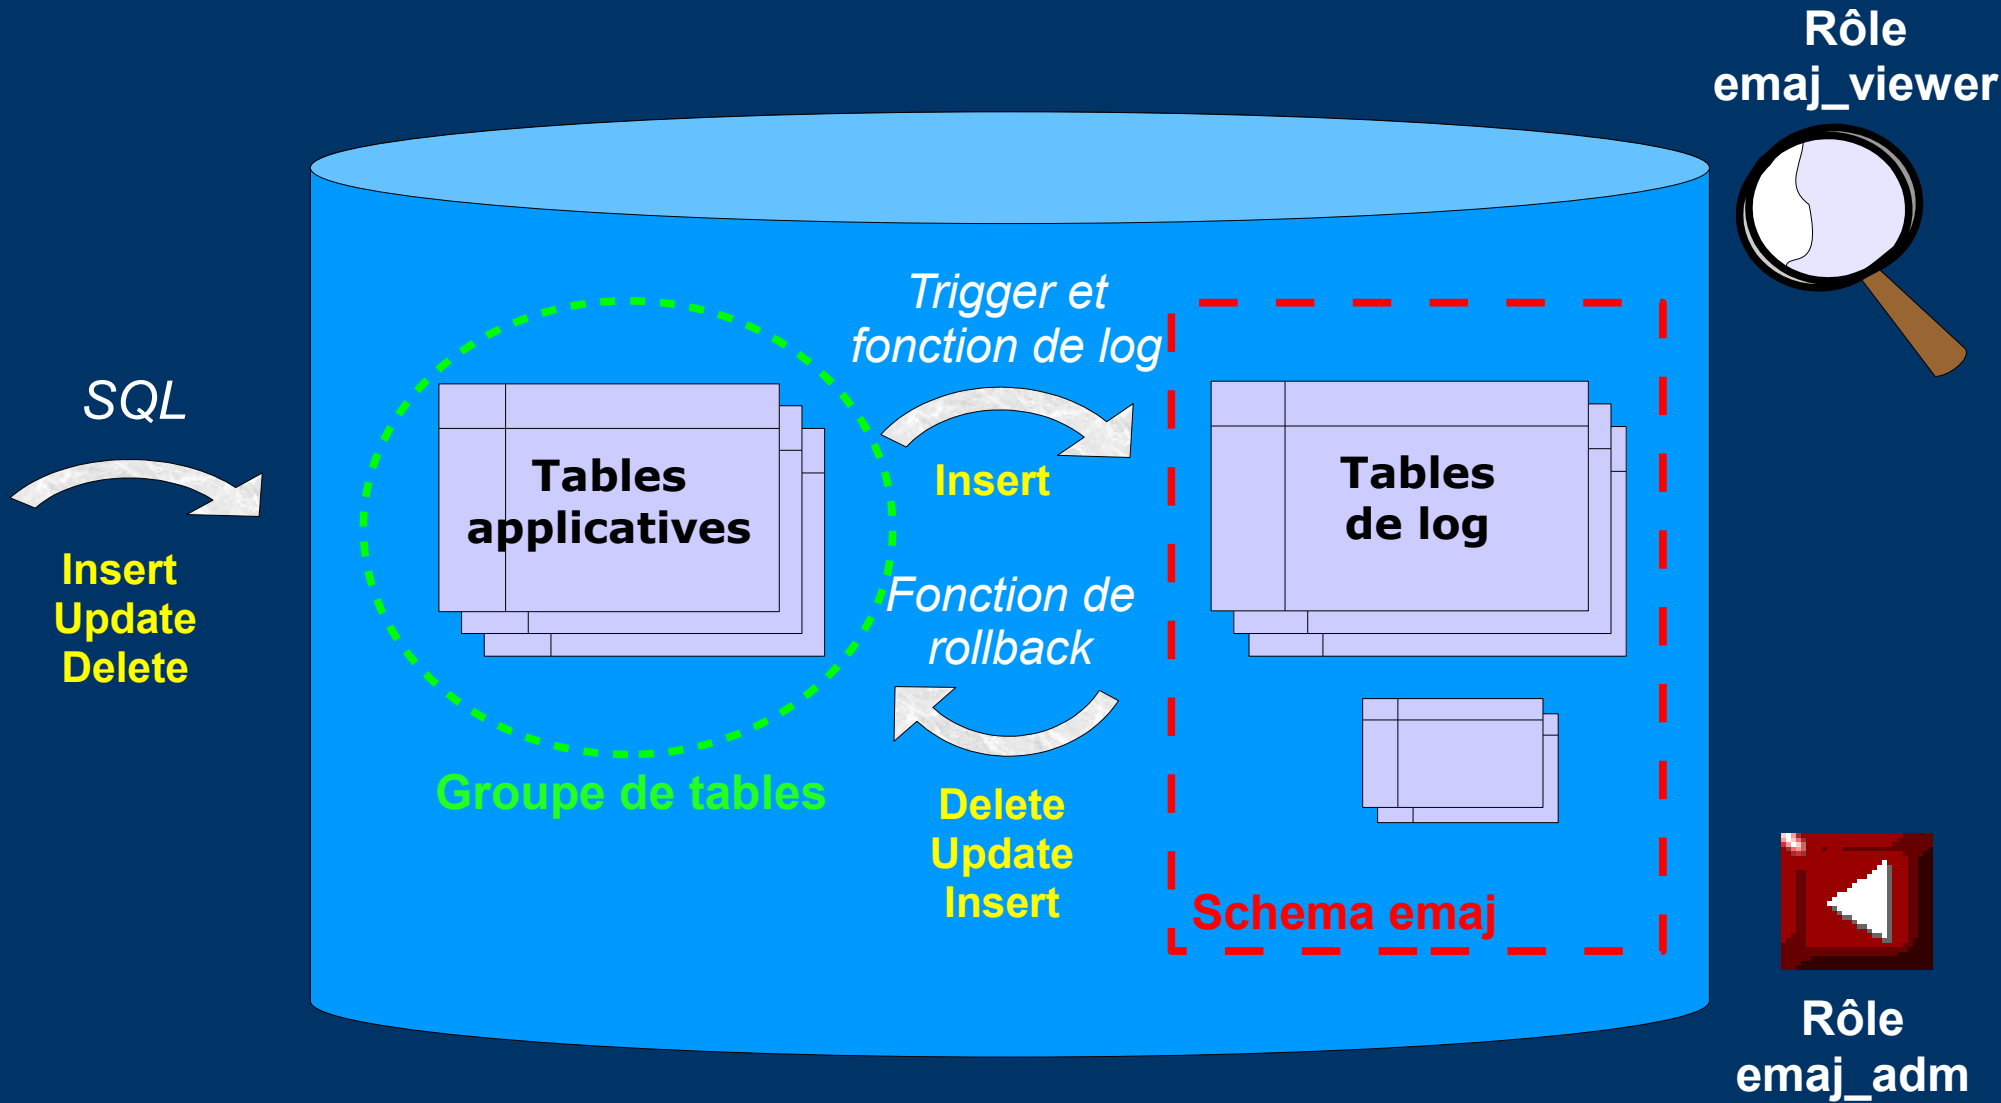 Rôle
emaj_viewer
SQL
Insert
Update
Delete
Tables
applicatives
Groupe de tables
Trigger et
fonction de log
Insert
Fonction de
rollback
Delete
Update
Insert
Tables
de log
Schema emaj
Rôle
emaj_adm